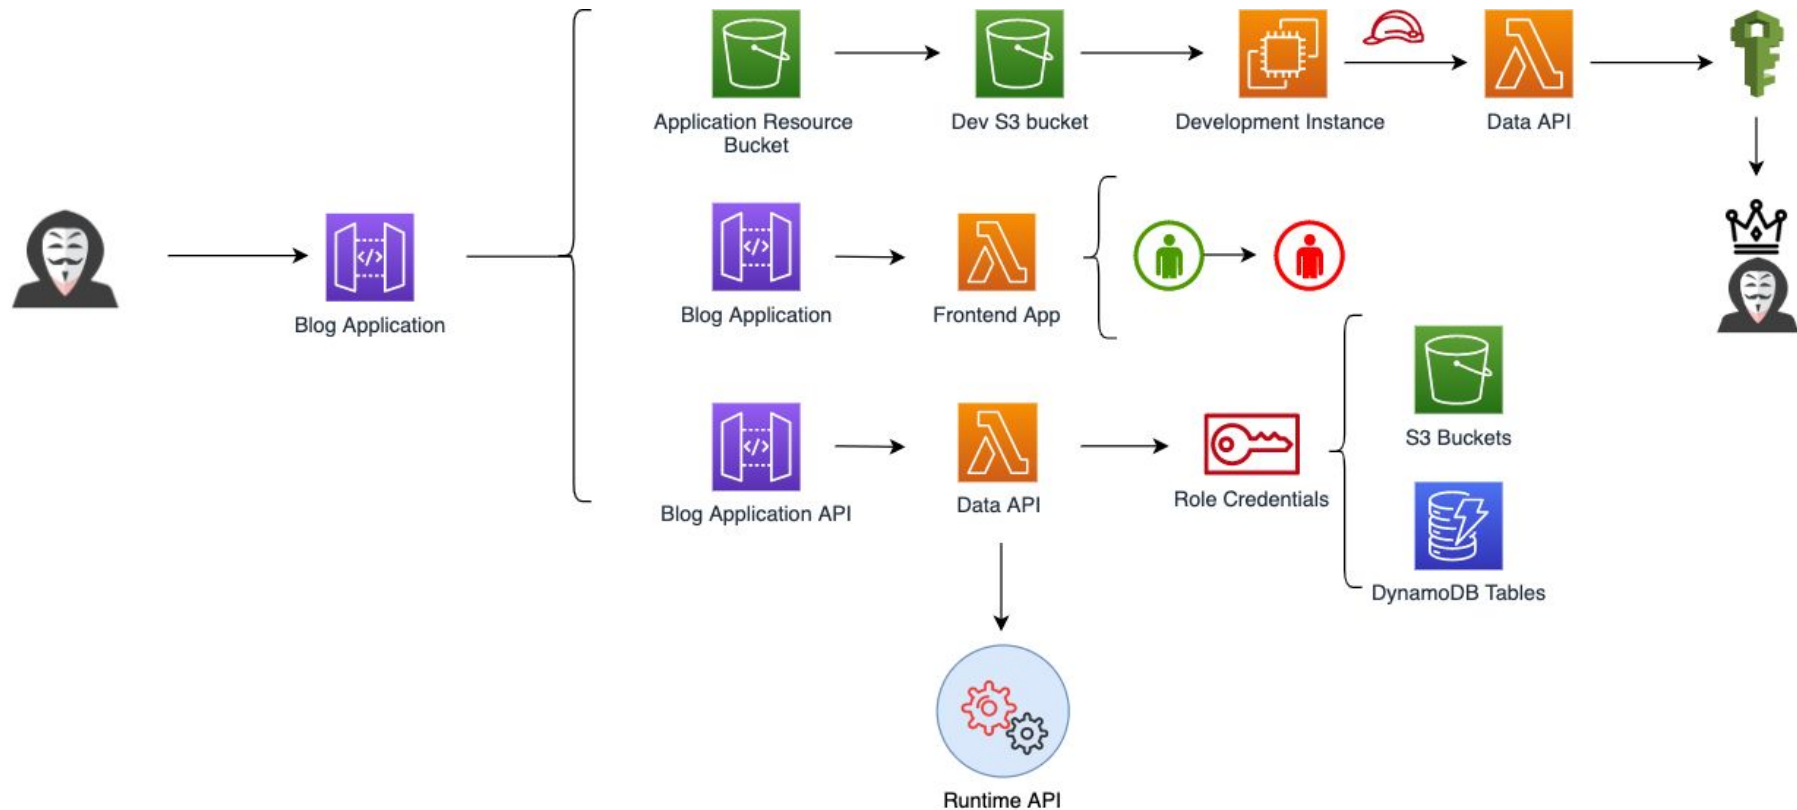 Application Resource
Bucket
Dev S3 bucket
Development Instance
Data API
Blog Application
Blog Application
Frontend App
S3 Buckets
Blog Application API
Data API
Role Credentials
DynamoDB Tables
Runtime API